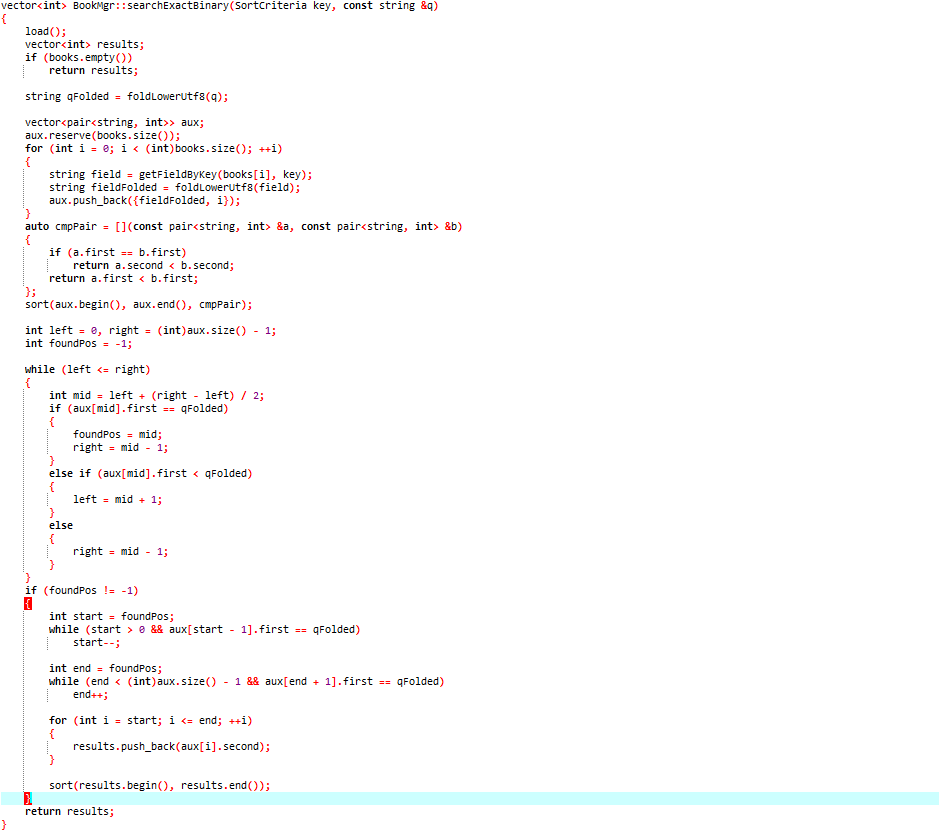 vector<int> BookMgr::searchExactBinary(SortCriteria key, const string &q)
{
    load();
    vector<int> results;
    if (books.empty())
        return results;

    string qFolded = foldLowerUtf8(q);

    vector<pair<string, int>> aux;
    aux.reserve(books.size());
    for (int i = 0; i < (int)books.size(); ++i)
    {
        string field = getFieldByKey(books[i], key);
        string fieldFolded = foldLowerUtf8(field);
        aux.push_back({fieldFolded, i});
    }
    auto cmpPair = [](const pair<string, int> &a, const pair<string, int> &b)
    {
        if (a.first == b.first)
            return a.second < b.second;
        return a.first < b.first;
    };
    sort(aux.begin(), aux.end(), cmpPair);

    int left = 0, right = (int)aux.size() - 1;
    int foundPos = -1;

    while (left <= right)
    {
        int mid = left + (right - left) / 2;
        if (aux[mid].first == qFolded)
        {
            foundPos = mid;
            right = mid - 1;
        }
        else if (aux[mid].first < qFolded)
        {
            left = mid + 1;
        }
        else
        {
            right = mid - 1;
        }
    }
    if (foundPos != -1)
    {
        int start = foundPos;
        while (start > 0 && aux[start - 1].first == qFolded)
            start--;

        int end = foundPos;
        while (end < (int)aux.size() - 1 && aux[end + 1].first == qFolded)
            end++;

        for (int i = start; i <= end; ++i)
        {
            results.push_back(aux[i].second);
        }

        sort(results.begin(), results.end());
    }
    return results;
}